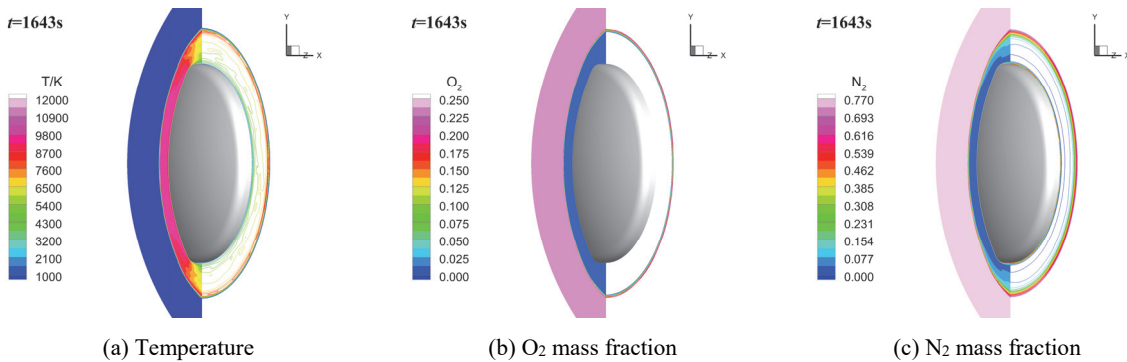 t=1643s
Y
Z X
T/K
12000
10900
9800
8700
7600
6500
5400
4300
3200
2100
1000
(a) Temperature
t=1643s
Y
Z X
O₂
0.250
0.225
0.200
0.175
0.150
0.125
0.100
0.075
0.050
0.025
0.000
(b) O₂ mass fraction
t=1643s
Y
Z X
N₂
0.770
0.693
0.616
0.539
0.462
0.385
0.308
0.231
0.154
0.077
0.000
(c) N₂ mass fraction